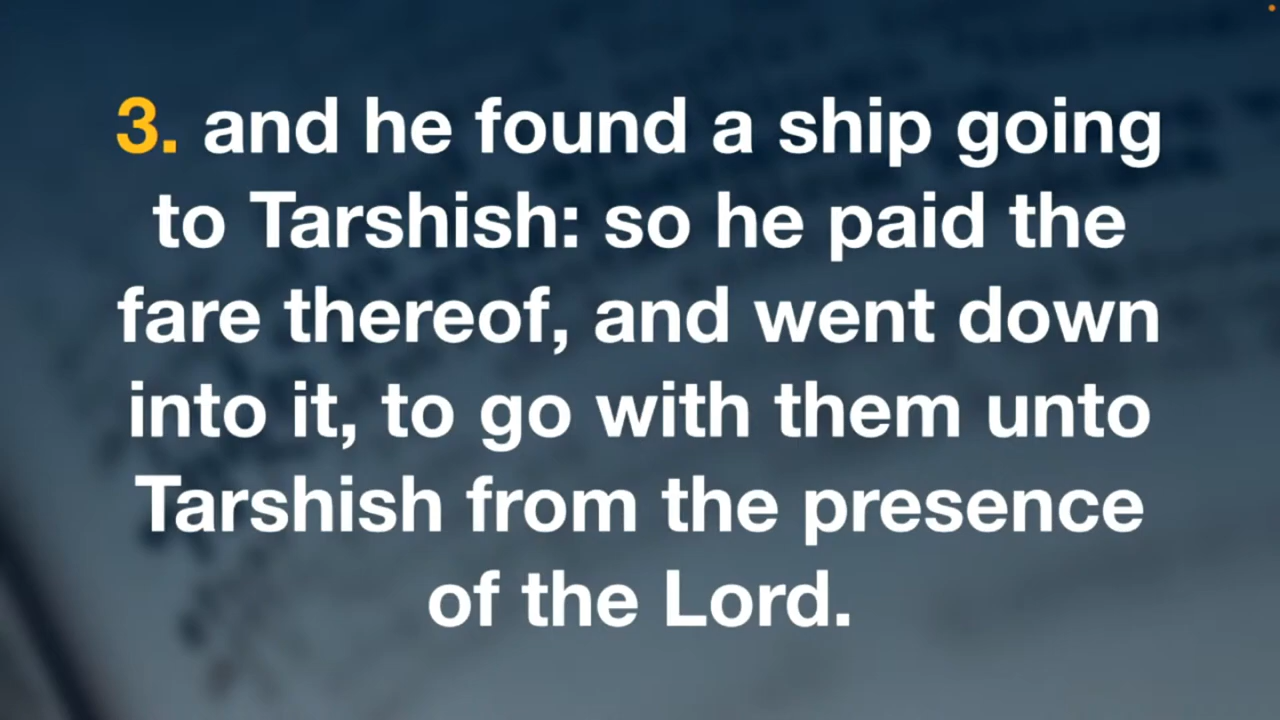 3. and he found a ship going
to Tarshish: so he paid the
fare thereof, and went down
into it, to go with them unto
Tarshish from the presence
of the Lord.